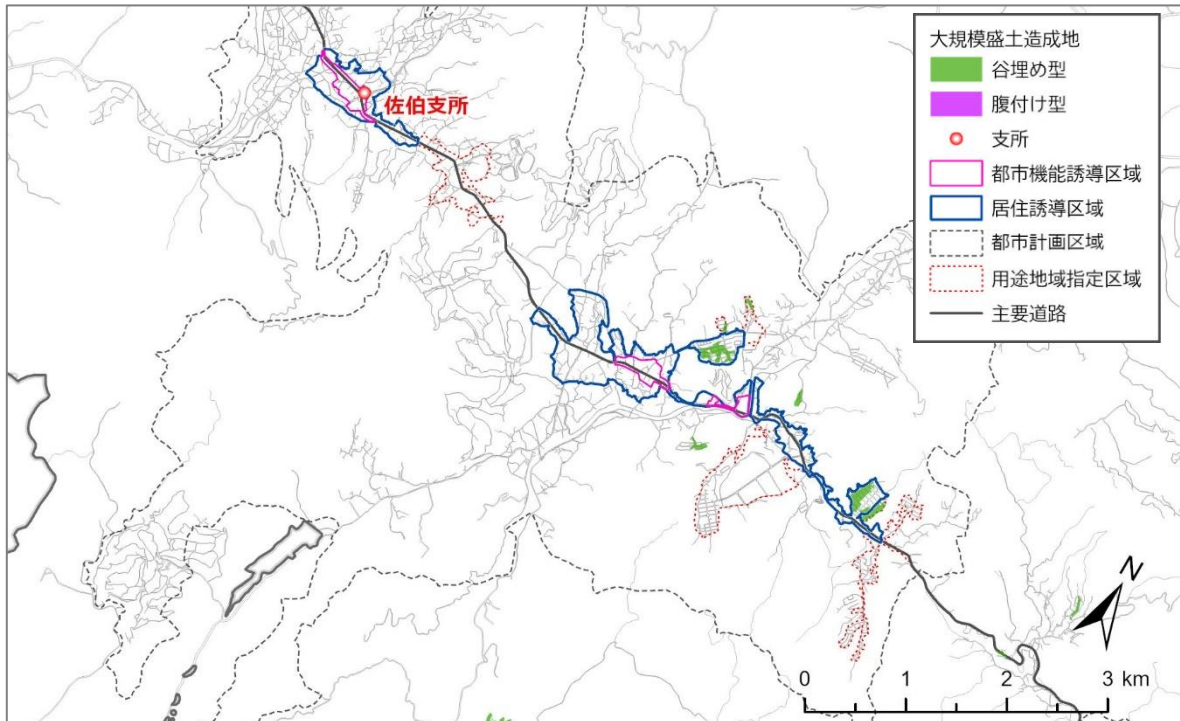 大規模盛土造成地
谷埋め型
腹付け型
支所
都市機能誘導区域
居住誘導区域
都市計画区域
用途地域指定区域
主要道路
佐伯支所
N
0 1 2 3 km